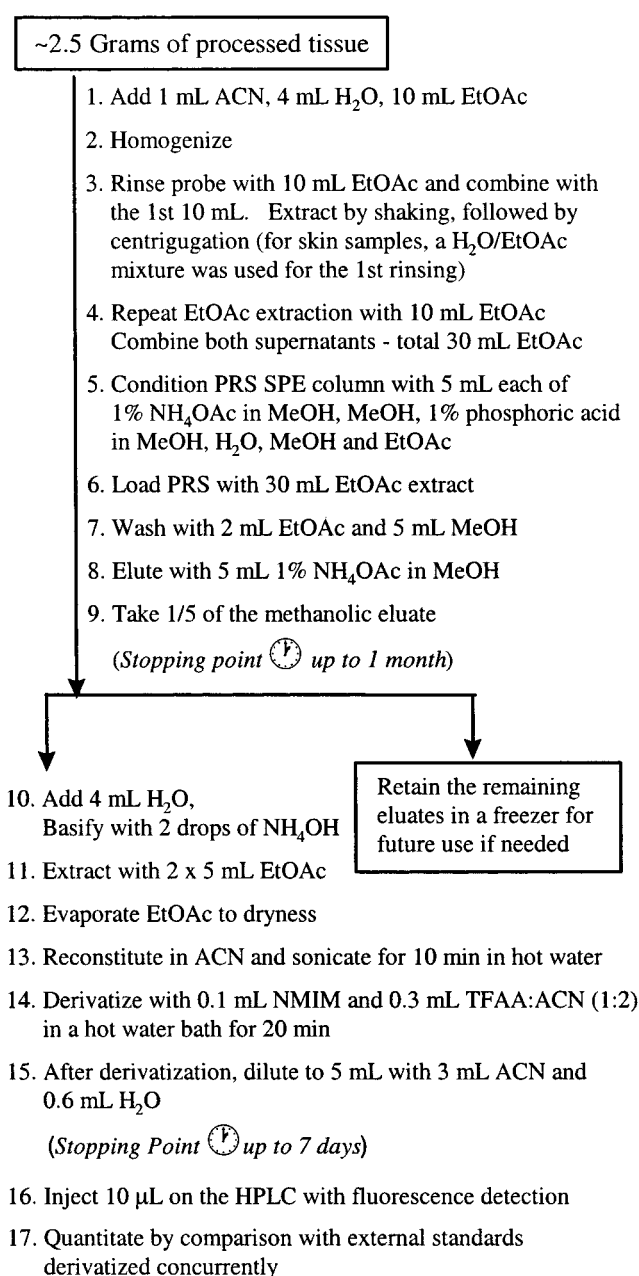 ~2.5 Grams of processed tissue
1. Add 1 mL ACN, 4 mL H₂O, 10 mL EtOAc
2. Homogenize
3. Rinse probe with 10 mL EtOAc and combine with
the 1st 10 mL. Extract by shaking, followed by
centrigugation (for skin samples, a H₂O/EtOAc
mixture was used for the 1st rinsing)
4. Repeat EtOAc extraction with 10 mL EtOAc
Combine both supernatants - total 30 mL EtOAc
5. Condition PRS SPE column with 5 mL each of
1% NH₄OAc in MeOH, MeOH, 1% phosphoric acid
in MeOH, H₂O, MeOH and EtOAc
6. Load PRS with 30 mL EtOAc extract
7. Wash with 2 mL EtOAc and 5 mL MeOH
8. Elute with 5 mL 1% NH₄OAc in MeOH
9. Take 1/5 of the methanolic eluate
(Stopping point up to 1 month)
10. Add 4 mL H₂O,
Basify with 2 drops of NH₄OH
Retain the remaining
eluates in a freezer for
future use if needed
11. Extract with 2 x 5 mL EtOAc
12. Evaporate EtOAc to dryness
13. Reconstitute in ACN and sonicate for 10 min in hot water
14. Derivatize with 0.1 mL NMIM and 0.3 mL TFAA:ACN (1:2)
in a hot water bath for 20 min
15. After derivatization, dilute to 5 mL with 3 mL ACN and
0.6 mL H₂O
(Stopping Point up to 7 days)
16. Inject 10 µL on the HPLC with fluorescence detection
17. Quantitate by comparison with external standards
derivatized concurrently